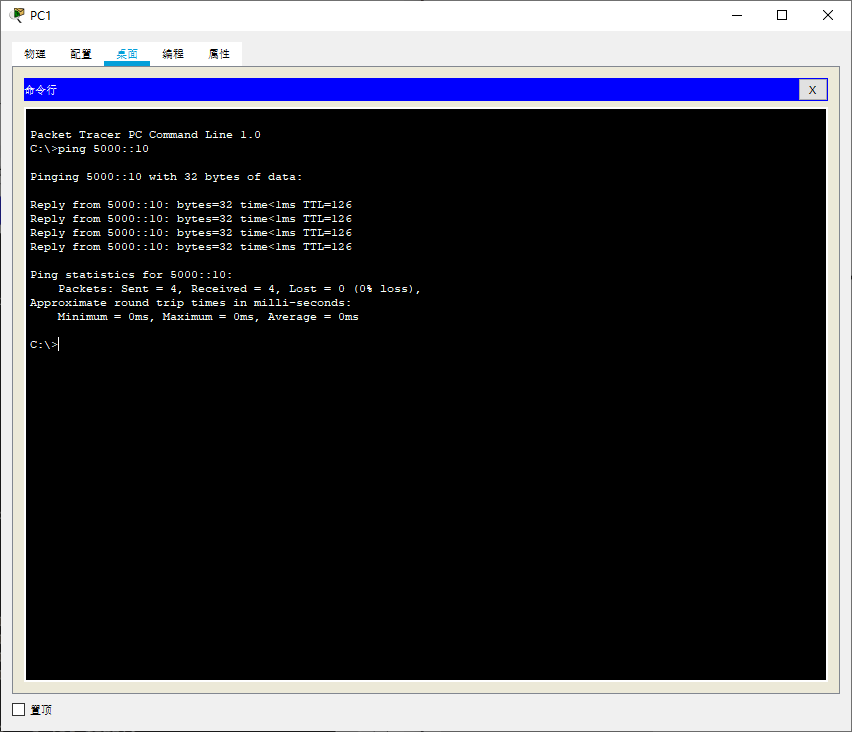 PC1
物理 配置 桌面 编程 属性
命令行 X
Packet Tracer PC Command Line 1.0
C:\>ping 5000::10
Pinging 5000::10 with 32 bytes of data:
Reply from 5000::10: bytes=32 time<1ms TTL=126
Reply from 5000::10: bytes=32 time<1ms TTL=126
Reply from 5000::10: bytes=32 time<1ms TTL=126
Reply from 5000::10: bytes=32 time<1ms TTL=126
Ping statistics for 5000::10:
Packets: Sent = 4, Received = 4, Lost = 0 (0% loss),
Approximate round trip times in milli-seconds:
Minimum = 0ms, Maximum = 0ms, Average = 0ms
C:\>
置顶